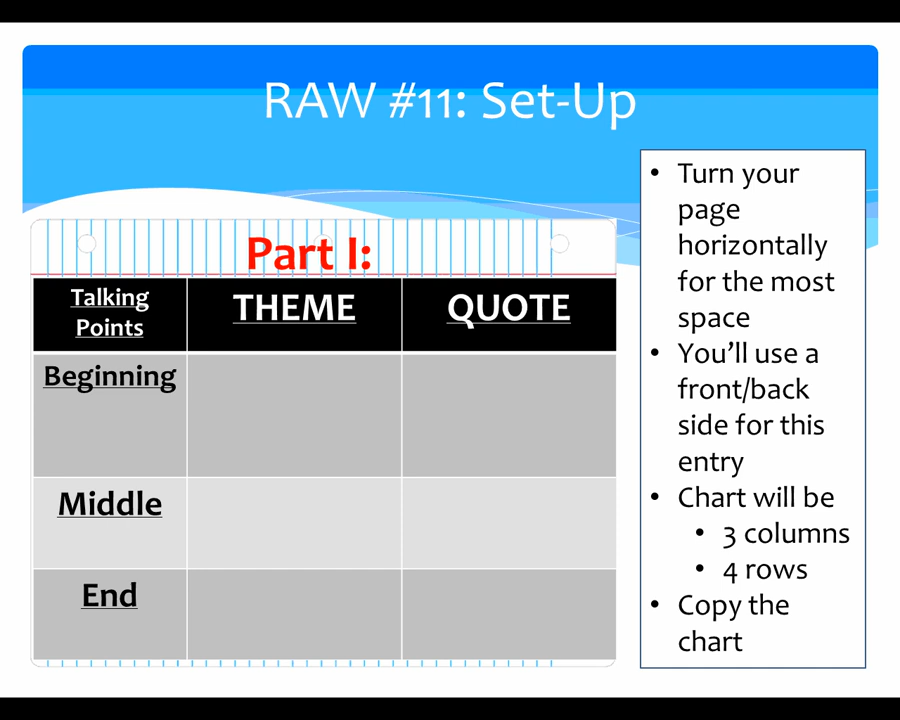 RAW #11: Set-Up
Part I:
Talking
Points
THEME
QUOTE
Beginning
Middle
End
• Turn your
page
horizontally
for the most
space
• You’ll use a
front/back
side for this
entry
• Chart will be
• 3 columns
• 4 rows
• Copy the
chart